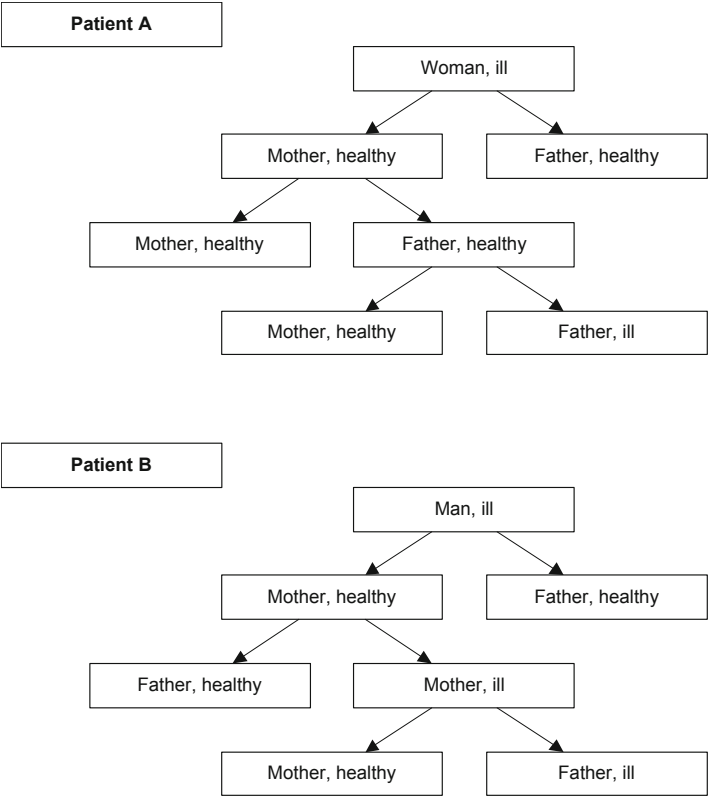 Patient A
Woman, ill
Mother, healthy
Father, healthy
Mother, healthy
Father, healthy
Mother, healthy
Father, ill
Patient B
Man, ill
Mother, healthy
Father, healthy
Father, healthy
Mother, ill
Mother, healthy
Father, ill